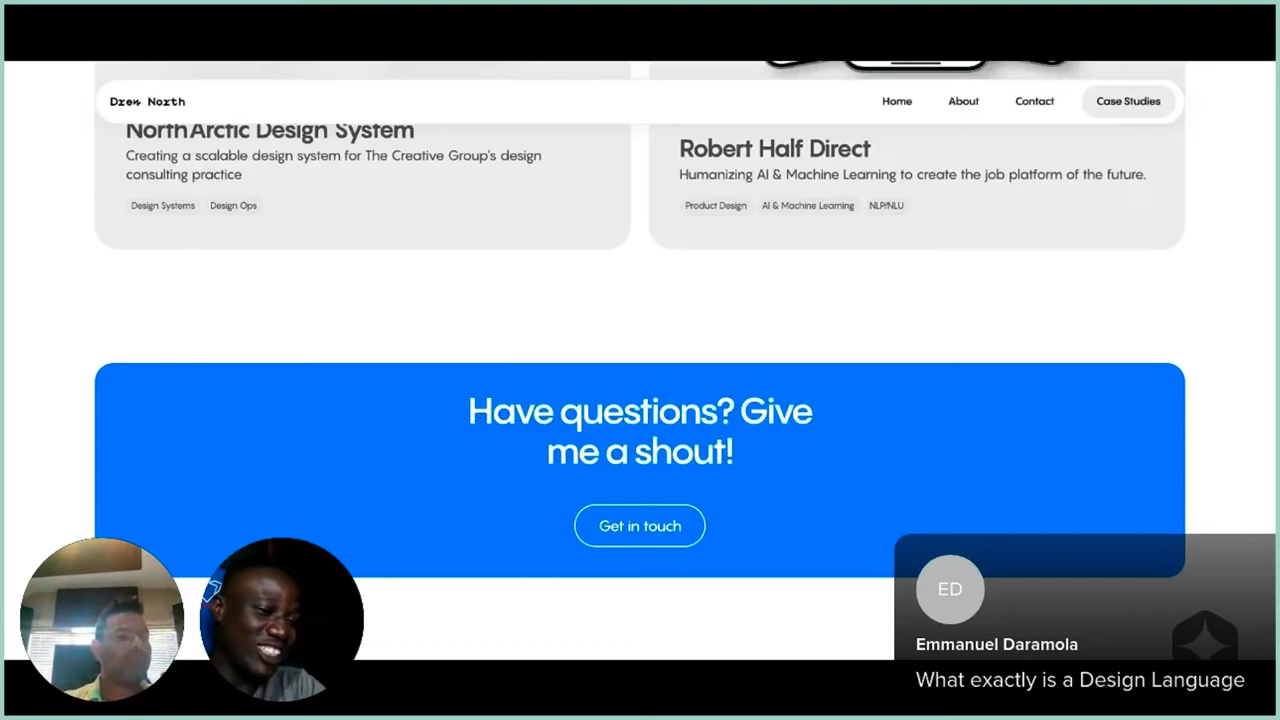 Drew North
Home
About
Contact
Case Studies
NorthArctic Design System
Creating a scalable design system for The Creative Group's design
consulting practice
Design Systems
Design Ops
Robert Half Direct
Humanizing AI & Machine Learning to create the job platform of the future.
Product Design
AI & Machine Learning
NLP/NLU
Have questions? Give
me a shout!
Get in touch
ED
Emmanuel Daramola
What exactly is a Design Language